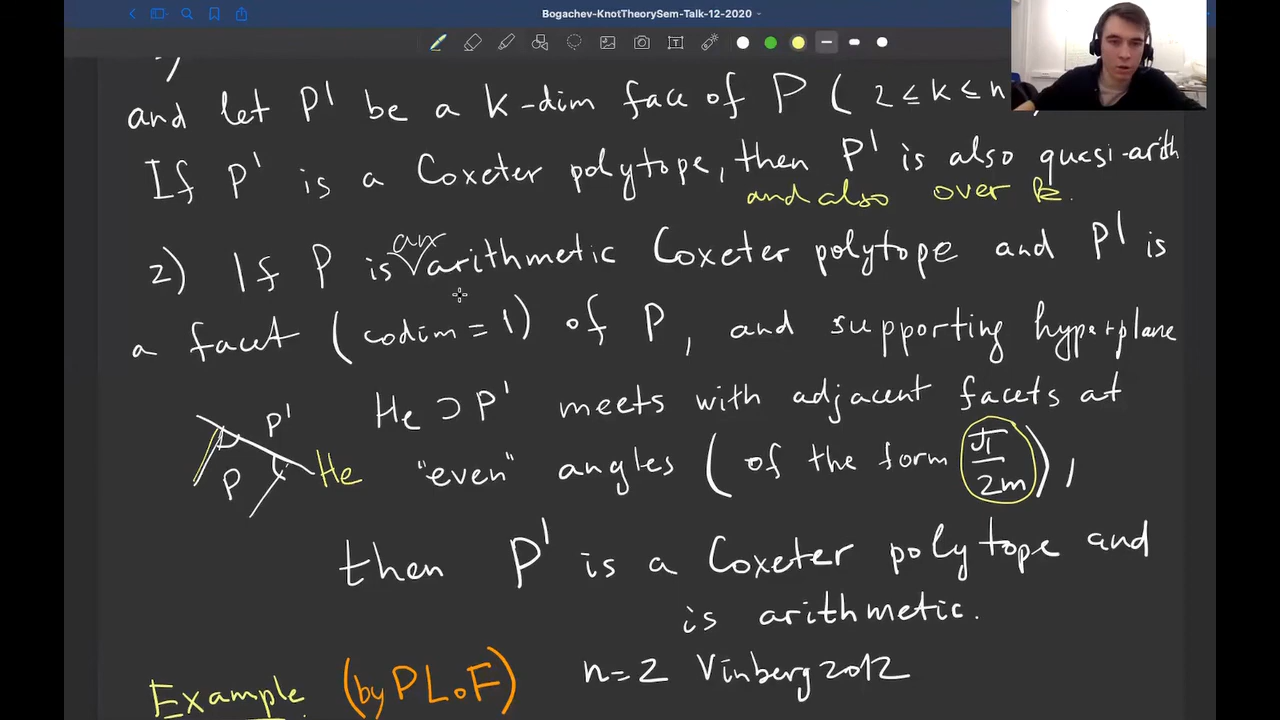 Bogachev-KnotTheorySem-Talk-12-2020
and let P' be a k-dim face of P ( 2 ≤ k ≤ n
If P' is a Coxeter polytope, then P' is also quasi-arith
and also over k.
2) If P is an arithmetic Coxeter polytope and P' is
a facet (codim = 1) of P, and supporting hyperplane
He ⊃ P' meets with adjacent facets at
"even" angles (of the form π/2m),
P'
P
He
then P' is a Coxeter polytope and
is arithmetic.
Example (by PLoF) n=2 Vinberg 2012